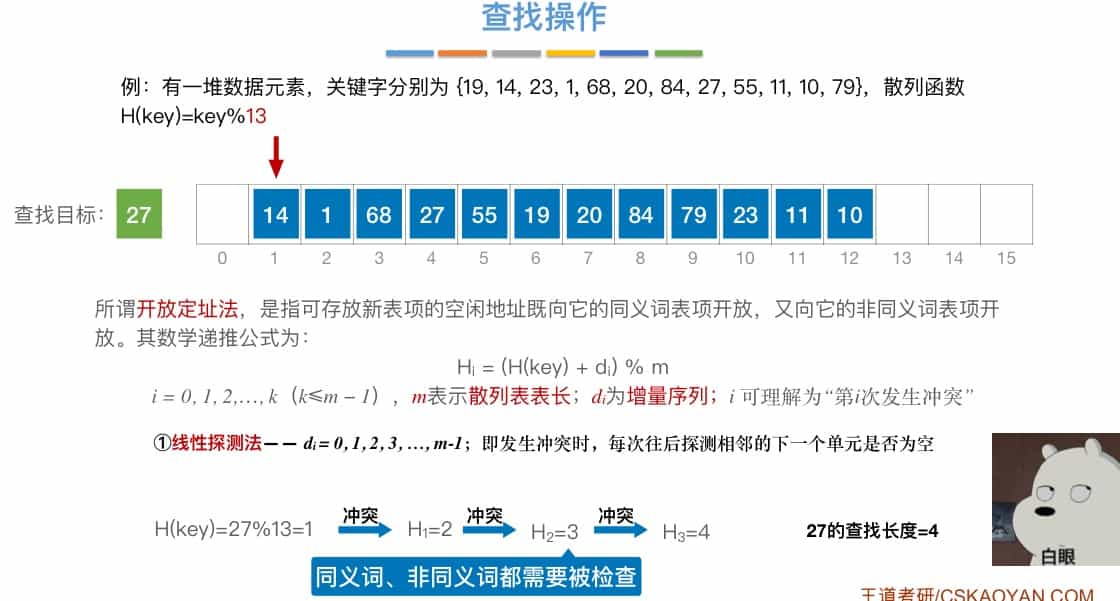 查找操作
例：有一堆数据元素，关键字分别为 {19, 14, 23, 1, 68, 20, 84, 27, 55, 11, 10, 79}，散列函数
H(key)=key%13
查找目标： 27 14 1 68 27 55 19 20 84 79 23 11 10
0 1 2 3 4 5 6 7 8 9 10 11 12 13 14 15
所谓开放定址法，是指可存放新表项的空闲地址既向它的同义词表项开放，又向它的非同义词表项开
放。其数学递推公式为：
Hᵢ = (H(key) + dᵢ) % m
i = 0, 1, 2,…, k（k≤m − 1），m表示散列表表长；dᵢ为增量序列；i 可理解为“第i次发生冲突”
①线性探测法—— dᵢ = 0, 1, 2, 3, …, m-1；即发生冲突时，每次往后探测相邻的下一个单元是否为空
冲突 冲突 冲突
H(key)=27%13=1 H₁=2 H₂=3 H₃=4 27的查找长度=4
同义词、非同义词都需要被检查
白眼
王道考研/CSKAOYAN.COM